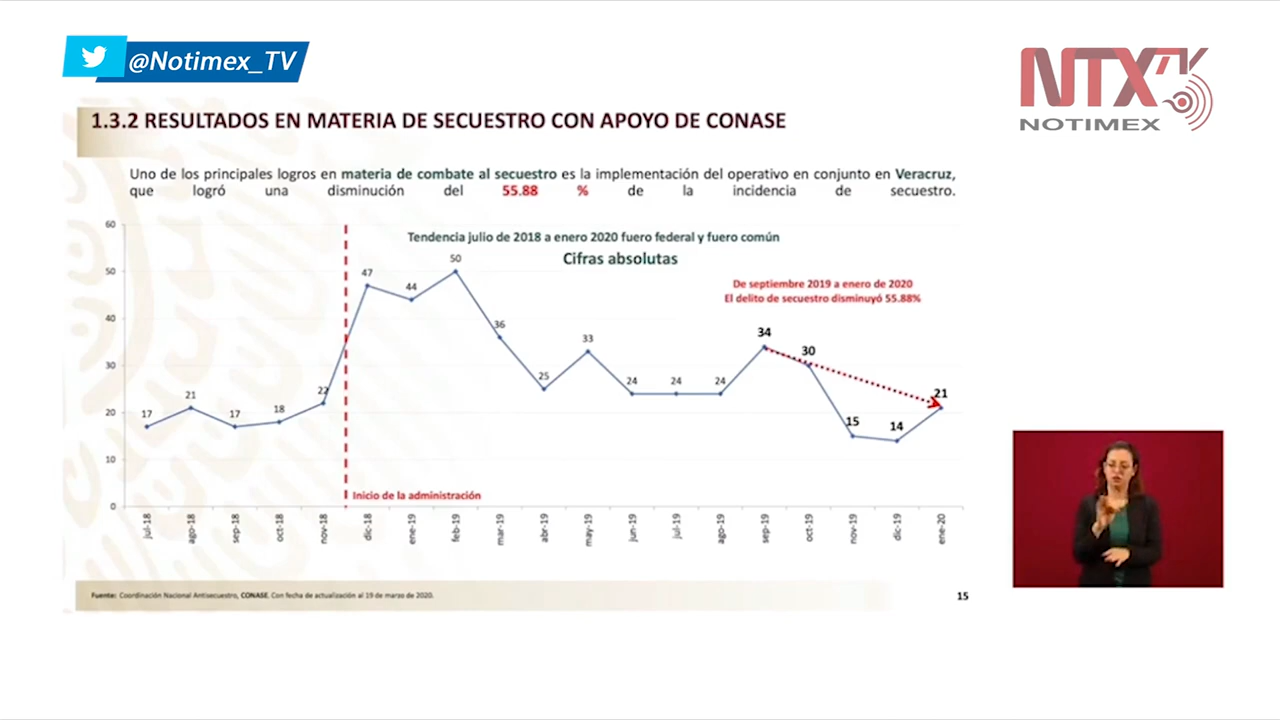 @Notimex_TV
NTX TV
NOTIMEX
1.3.2 RESULTADOS EN MATERIA DE SECUESTRO CON APOYO DE CONASE
Uno de los principales logros en materia de combate al secuestro es la implementación del operativo en conjunto en Veracruz,
que logró una disminución del 55.88 % de la incidencia de secuestro.
Tendencia julio de 2018 a enero 2020 fuero federal y fuero común
Cifras absolutas
De septiembre 2019 a enero de 2020
El delito de secuestro disminuyó 55.88%
60
50
40
30
20
10
0
17
21
17
18
22
47
44
50
36
25
33
24
24
24
34
30
15
14
21
Inicio de la administración
jul-18
ago-18
sep-18
oct-18
nov-18
dic-18
ene-19
feb-19
mar-19
abr-19
may-19
jun-19
jul-19
ago-19
sep-19
oct-19
nov-19
dic-19
ene-20
Fuente: Coordinación Nacional Antisecuestro, CONASE. Con fecha de actualización al 19 de marzo de 2020.
15